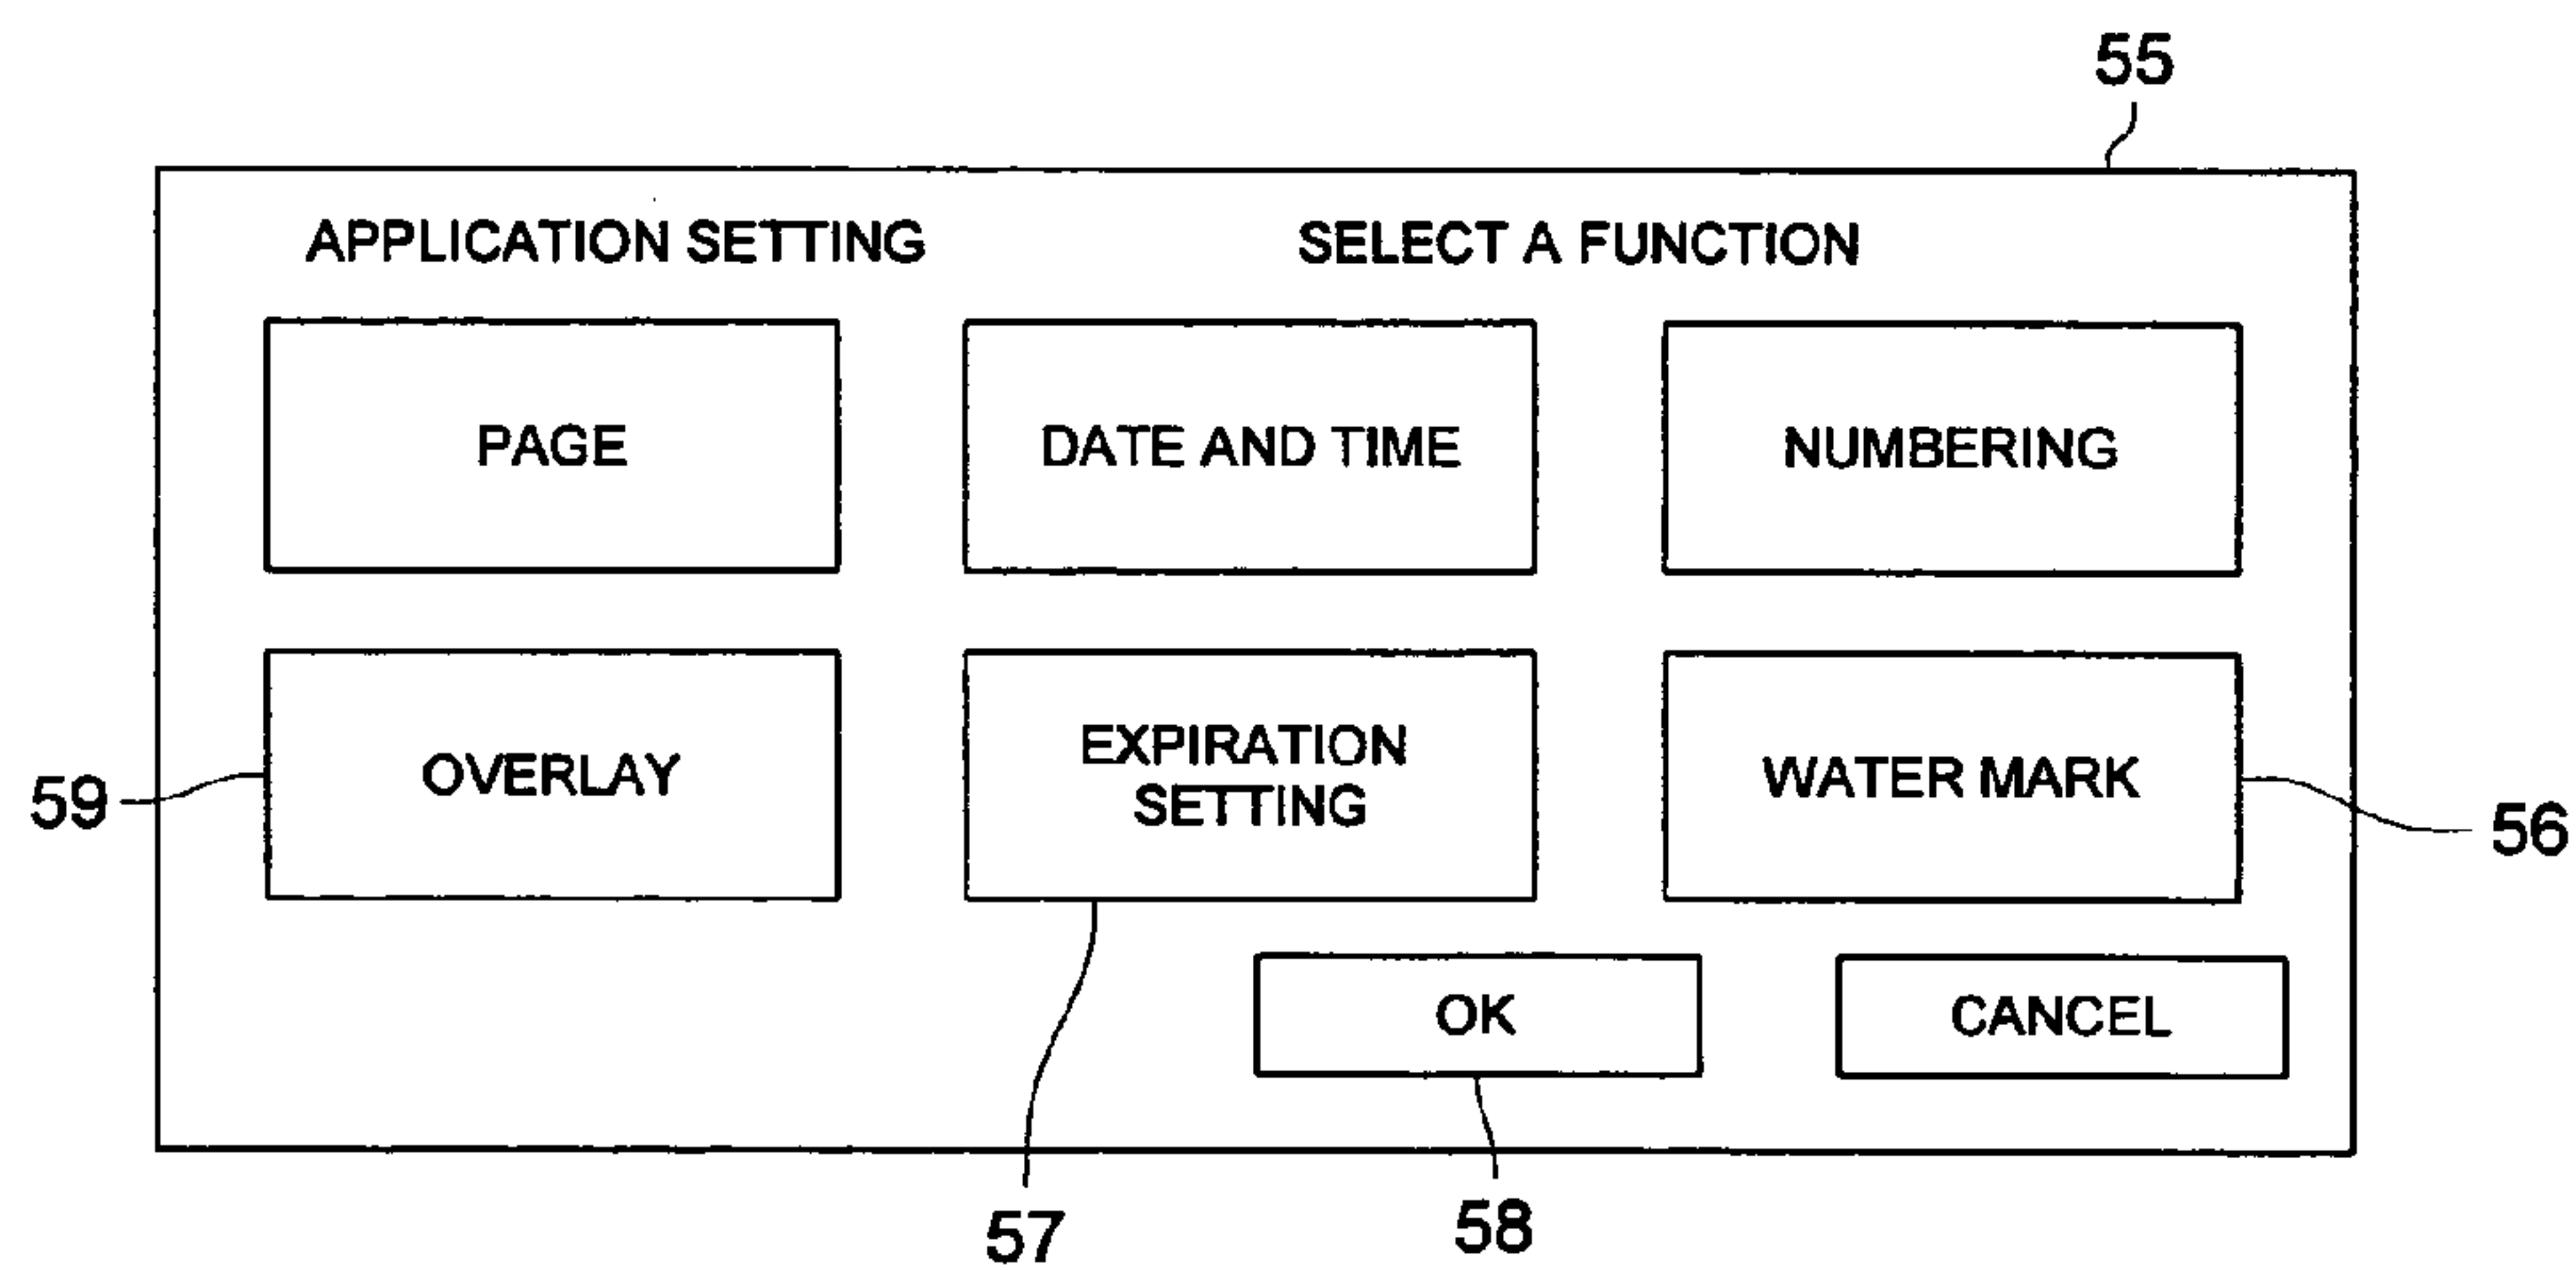 55
APPLICATION SETTING SELECT A FUNCTION
PAGE DATE AND TIME NUMBERING
OVERLAY
EXPIRATION
SETTING
WATER MARK
59
56
OK CANCEL
57 58